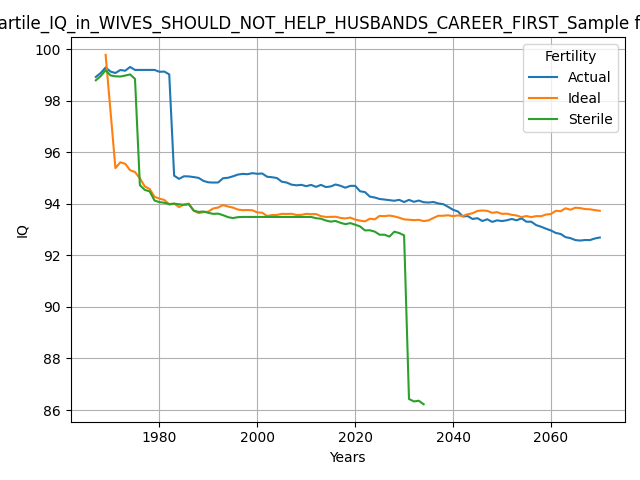 artile_IQ_in_WIVES_SHOULD_NOT_HELP_HUSBANDS_CAREER_FIRST_Sample f
100
98
96
94
92
90
88
86
IQ
1980
2000
2020
2040
2060
Years
Fertility
Actual
Ideal
Sterile